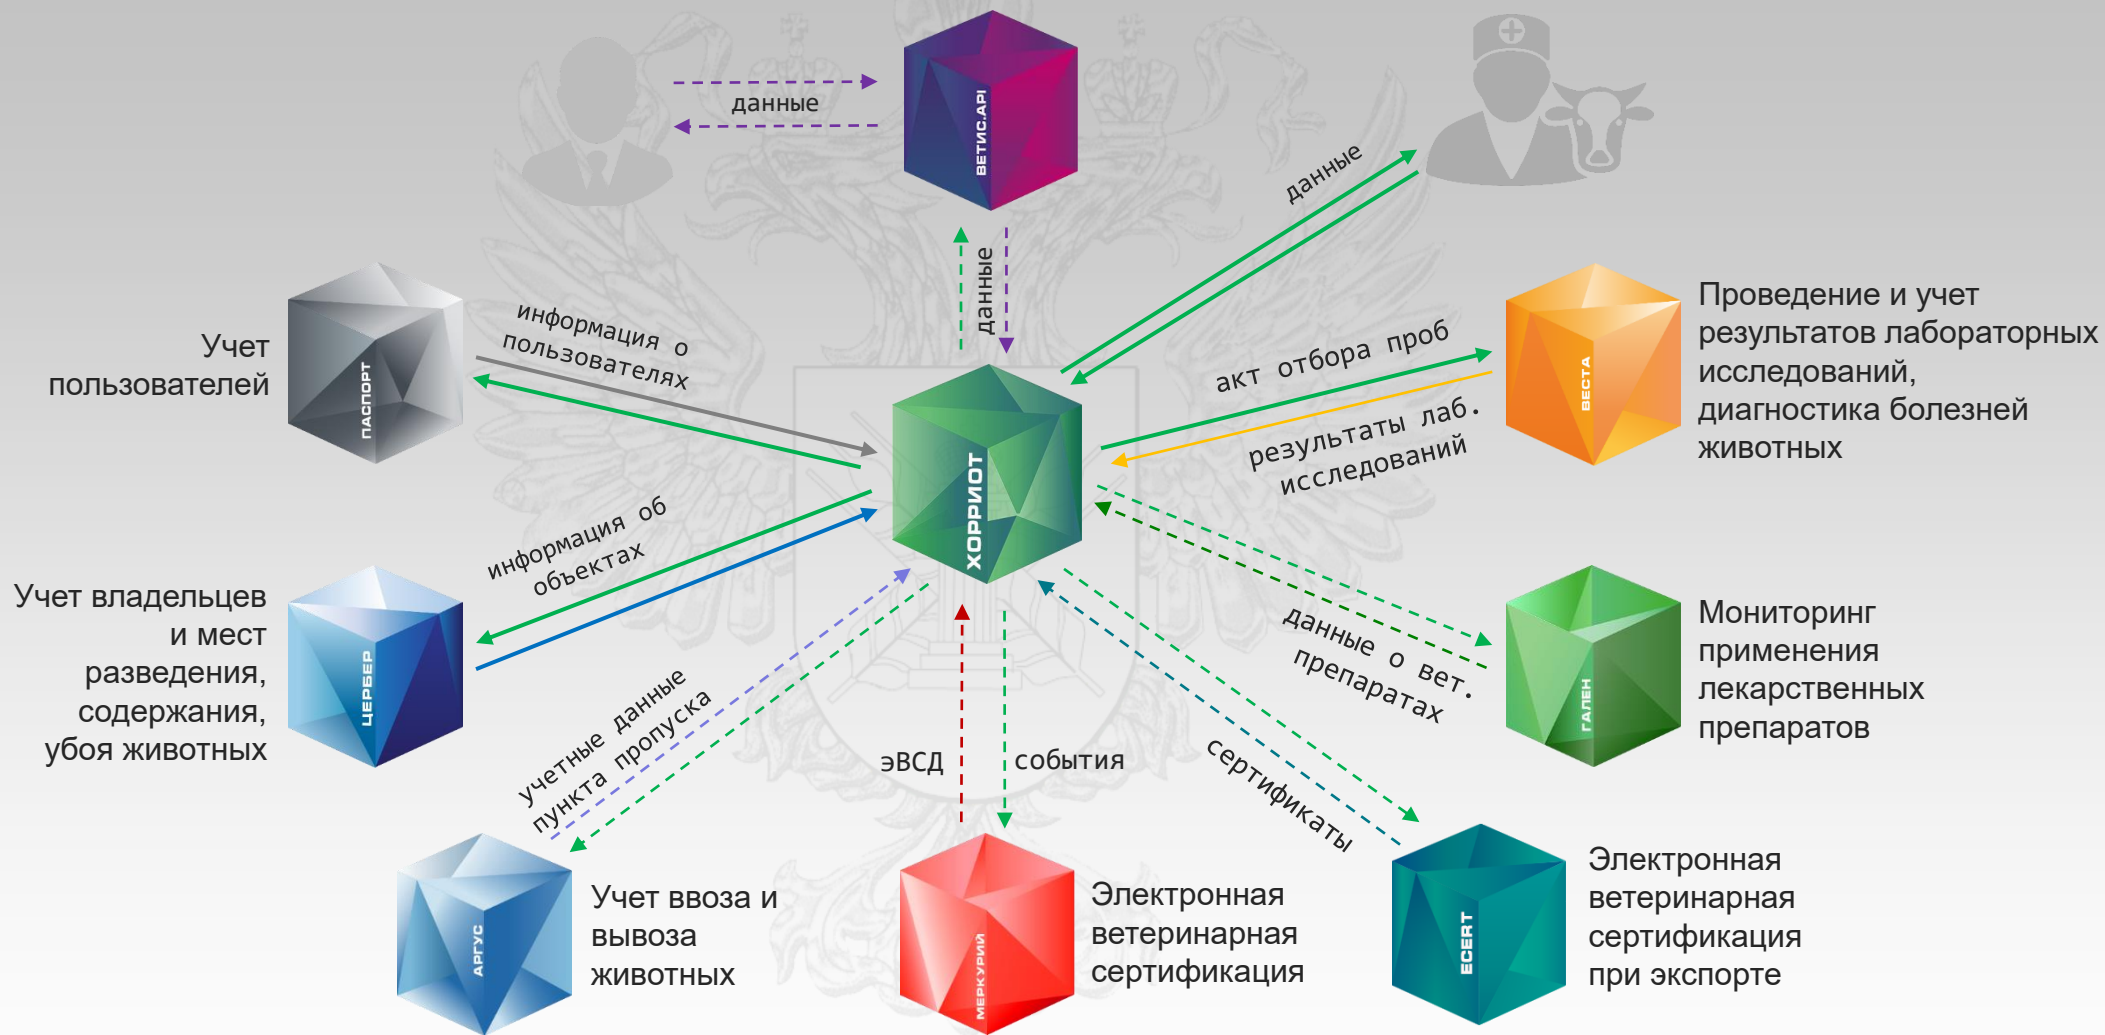 данные
ВЕТИС.API
данные
данные
Учет
пользователей
ПАСПОРТ
информация о
пользователях
ХОРРИОТ
акт отбора проб
результаты лаб.
исследований
ВЕСТА
Проведение и учет
результатов лабораторных
исследований,
диагностика болезней
животных
Учет владельцев
и мест
разведения,
содержания,
убоя животных
ЦЕРБЕР
информация об
объектах
данные о вет.
препаратах
ГАЛЕН
Мониторинг
применения
лекарственных
препаратов
учетные данные
пункта пропуска
эВСД
события
сертификаты
АРГУС
Учет ввоза и
вывоза
животных
МЕРКУРИЙ
Электронная
ветеринарная
сертификация
ECERT
Электронная
ветеринарная
сертификация
при экспорте